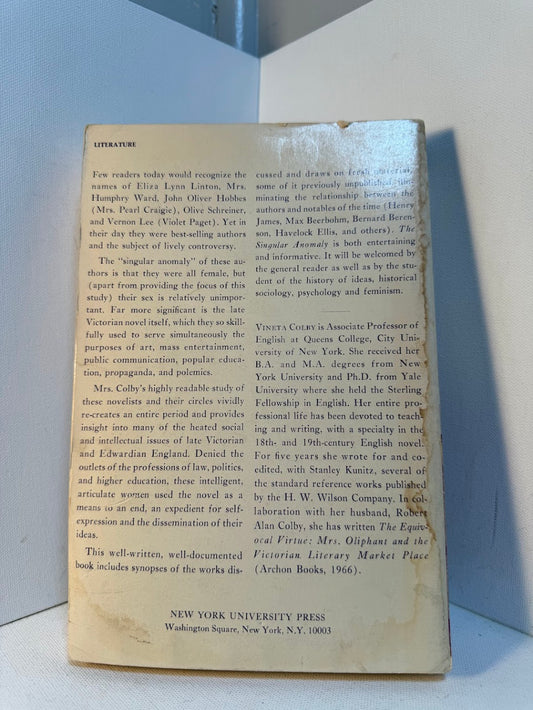 LITERATURE
Few readers today would recognize the
names of Eliza Lynn Linton, Mrs.
Humphry Ward, John Oliver Hobbes
(Mrs. Pearl Craigie), Olive Schreiner,
and Vernon Lee (Violet Paget). Yet in
their day they were best-selling authors
and the subject of lively controversy.
The "singular anomaly" of these au-
thors is that they were all female, but
(apart from providing the focus of this
study) their sex is relatively unimpor-
tant. Far more significant is the late
Victorian novel itself, which they so skil-
fully used to serve simultaneously the
purposes of art, mass entertainment,
public communication, popular educa-
tion, propaganda, and polemics.
Mrs. Colby's highly readable study of
these novelists and their circles vividly
re-creates an entire period and provides
insight into many of the heated social
and intellectual issues of late Victorian
and Edwardian England. Denied the
outlets of the professions of law, politics,
and higher education, these intelligent,
articulate women used the novel as a
means to an end, an expedient for self-
expression and the dissemination of their
ideas.
This well-written, well-documented
book includes synopses of the works dis-
cussed and draws on fresh material,
some of it previously unpublished, illu-
minating the relationship between the
authors and notables of the time (Henry
James, Max Beerbohm, Bernard Beren-
son, Havelock Ellis, and others). The
Singular Anomaly is both entertaining
and informative. It will be welcomed by
the general reader as well as by the stu-
dent of the history of ideas, historical
sociology, psychology and feminism.
VINETA COLBY is Associate Professor of
English at Queens College, City Uni-
versity of New York. She received her
B.A. and M.A. degrees from New
York University and Ph.D. from Yale
University where she held the Sterling
Fellowship in English. Her entire pro-
fessional life has been devoted to teach-
ing and writing, with a specialty in the
18th- and 19th-century English novel.
For five years she wrote for and co-
edited, with Stanley Kunitz, several of
the standard reference works published
by the H. W. Wilson Company. In col-
laboration with her husband, Robert
Alan Colby, she has written The Equiv-
ocal Virtue: Mrs. Oliphant and the
Victorian Literary Market Place
(Archon Books, 1966).
NEW YORK UNIVERSITY PRESS
Washington Square, New York, N.Y. 10003